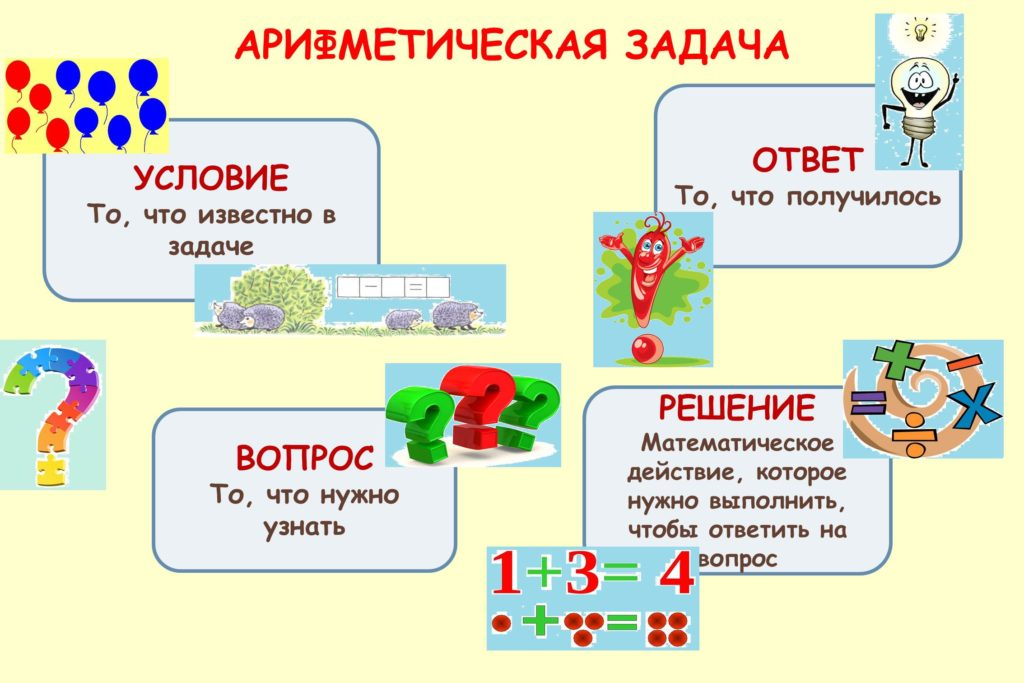 АРИФМЕТИЧЕСКАЯ ЗАДАЧА
УСЛОВИЕ
То, что известно в
задаче
- =
ОТВЕТ
То, что получилось
ВОПРОС
То, что нужно
узнать
? ? ?
?
РЕШЕНИЕ
Математическое
действие, которое
нужно выполнить,
чтобы ответить на
вопрос
+ - = ÷ X
1+3= 4
+ =